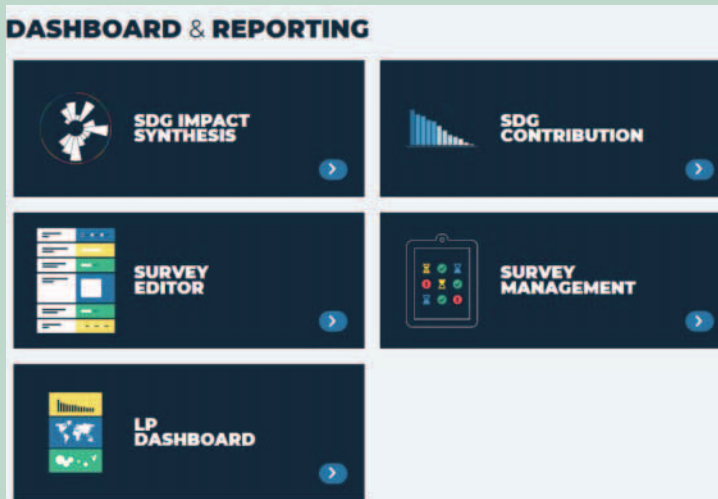 DASHBOARD & REPORTING
SDG IMPACT
SYNTHESIS
SDG
CONTRIBUTION
SURVEY
EDITOR
SURVEY
MANAGEMENT
LP
DASHBOARD